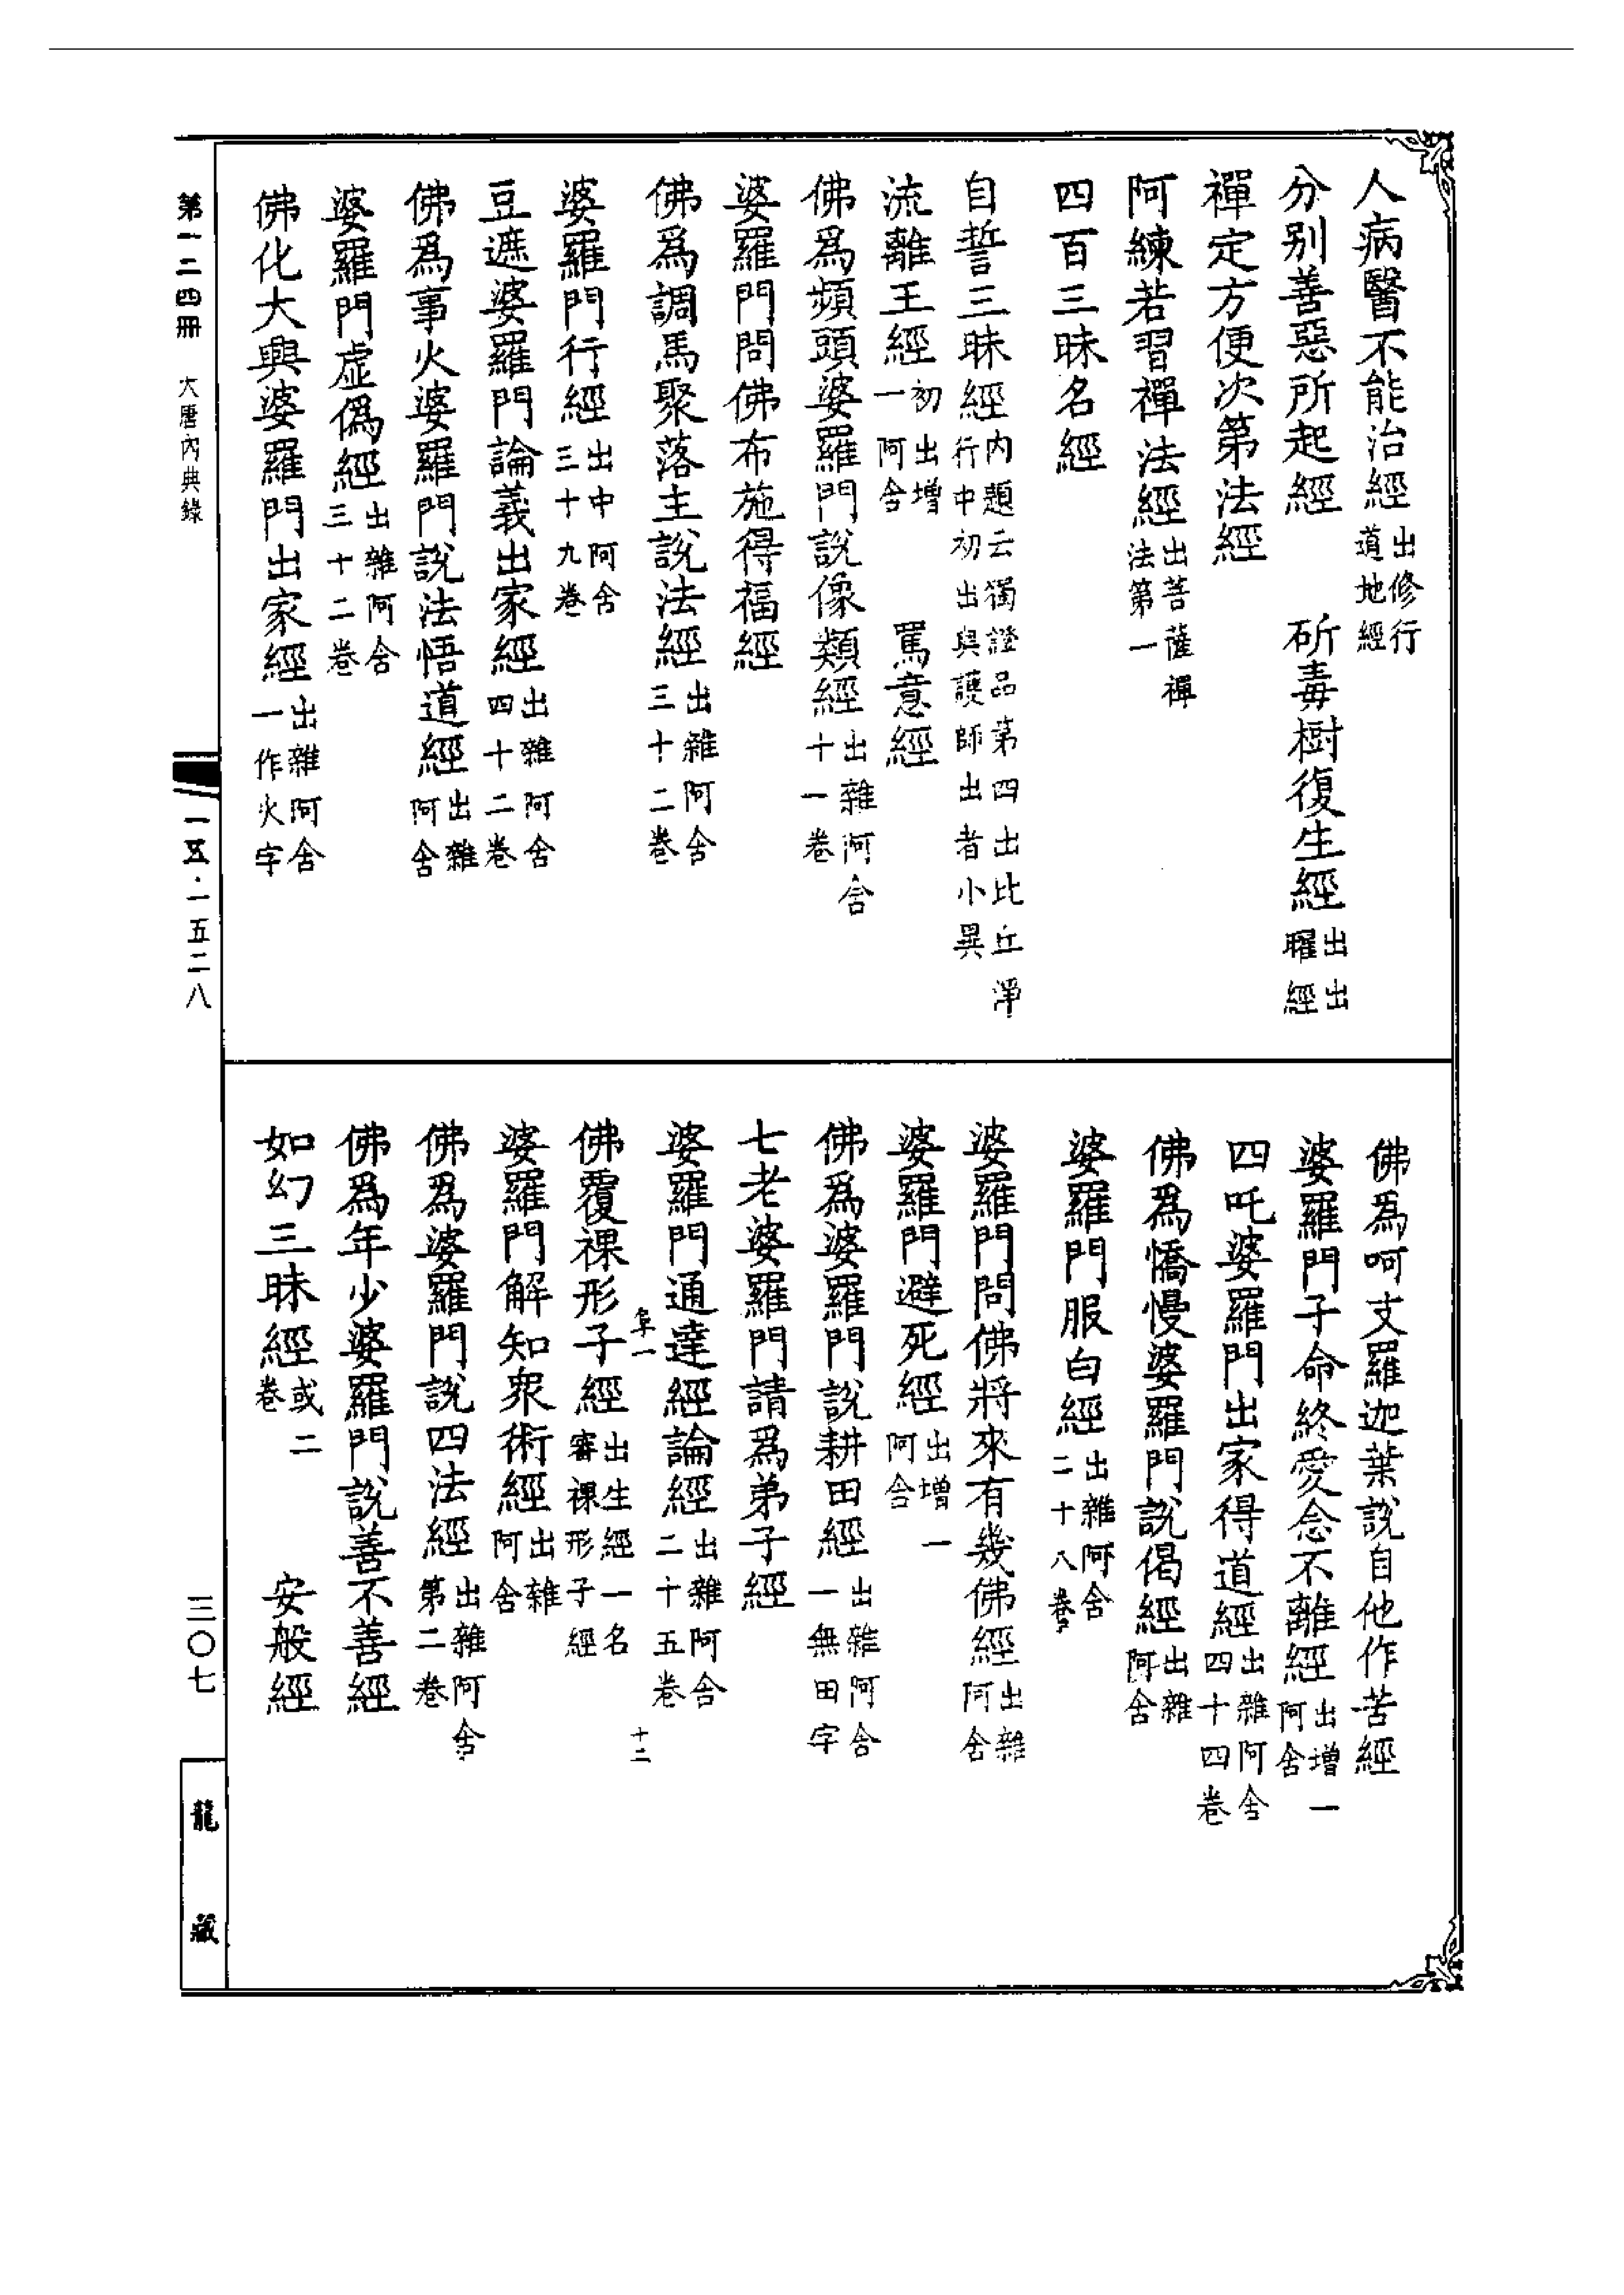 人病醫不能治經出修行道地經
分别善惡所起經　斫毒樹復生經出出曜經
禪定方便次第法經
阿練若習禪法經出菩薩禪法第一
四百三昧名經
自誓三昧經内題云獨證品第四出比丘淨行中初出與護師出者小異
流離王經初出增一阿含　罵意經
佛爲頻頭婆羅門說像類經出雜阿含十一卷
婆羅門問佛布施得福經
佛爲調馬聚落主說法經出雜阿含三十二卷
婆羅門行經出中阿含三十九卷
豆遮婆羅門論義出家經出雜阿含四十二卷
佛爲事火婆羅門說法悟道經出雜阿含
婆羅門虛僞經出雜阿含三十二卷
佛化大興婆羅門出家經出雜阿含一作火字
第一二四冊　大唐內典錄
一五·一五二八
佛爲呵支羅迦葉說自他作苦經
婆羅門子命終愛念不離經出增一阿含
四吒婆羅門出家得道經出雜阿含四十四卷
佛爲憍慢婆羅門說偈經出雜阿含
婆羅門服白經出雜阿含二十八卷
婆羅門問佛將來有幾佛經出雜阿含
婆羅門避死經出增一阿含
佛爲婆羅門說耕田經出雜阿含一無田字
七老婆羅門請爲弟子經
婆羅門通達經論經出雜阿含二十五卷
阜一　十二
佛覆裸形子經出生經一名審裸形子經
婆羅門解知衆術經出雜阿含
佛爲婆羅門說四法經出雜阿含第二卷
佛爲年少婆羅門說善不善經
如幻三昧經或二卷　安般經
三〇七
龍藏